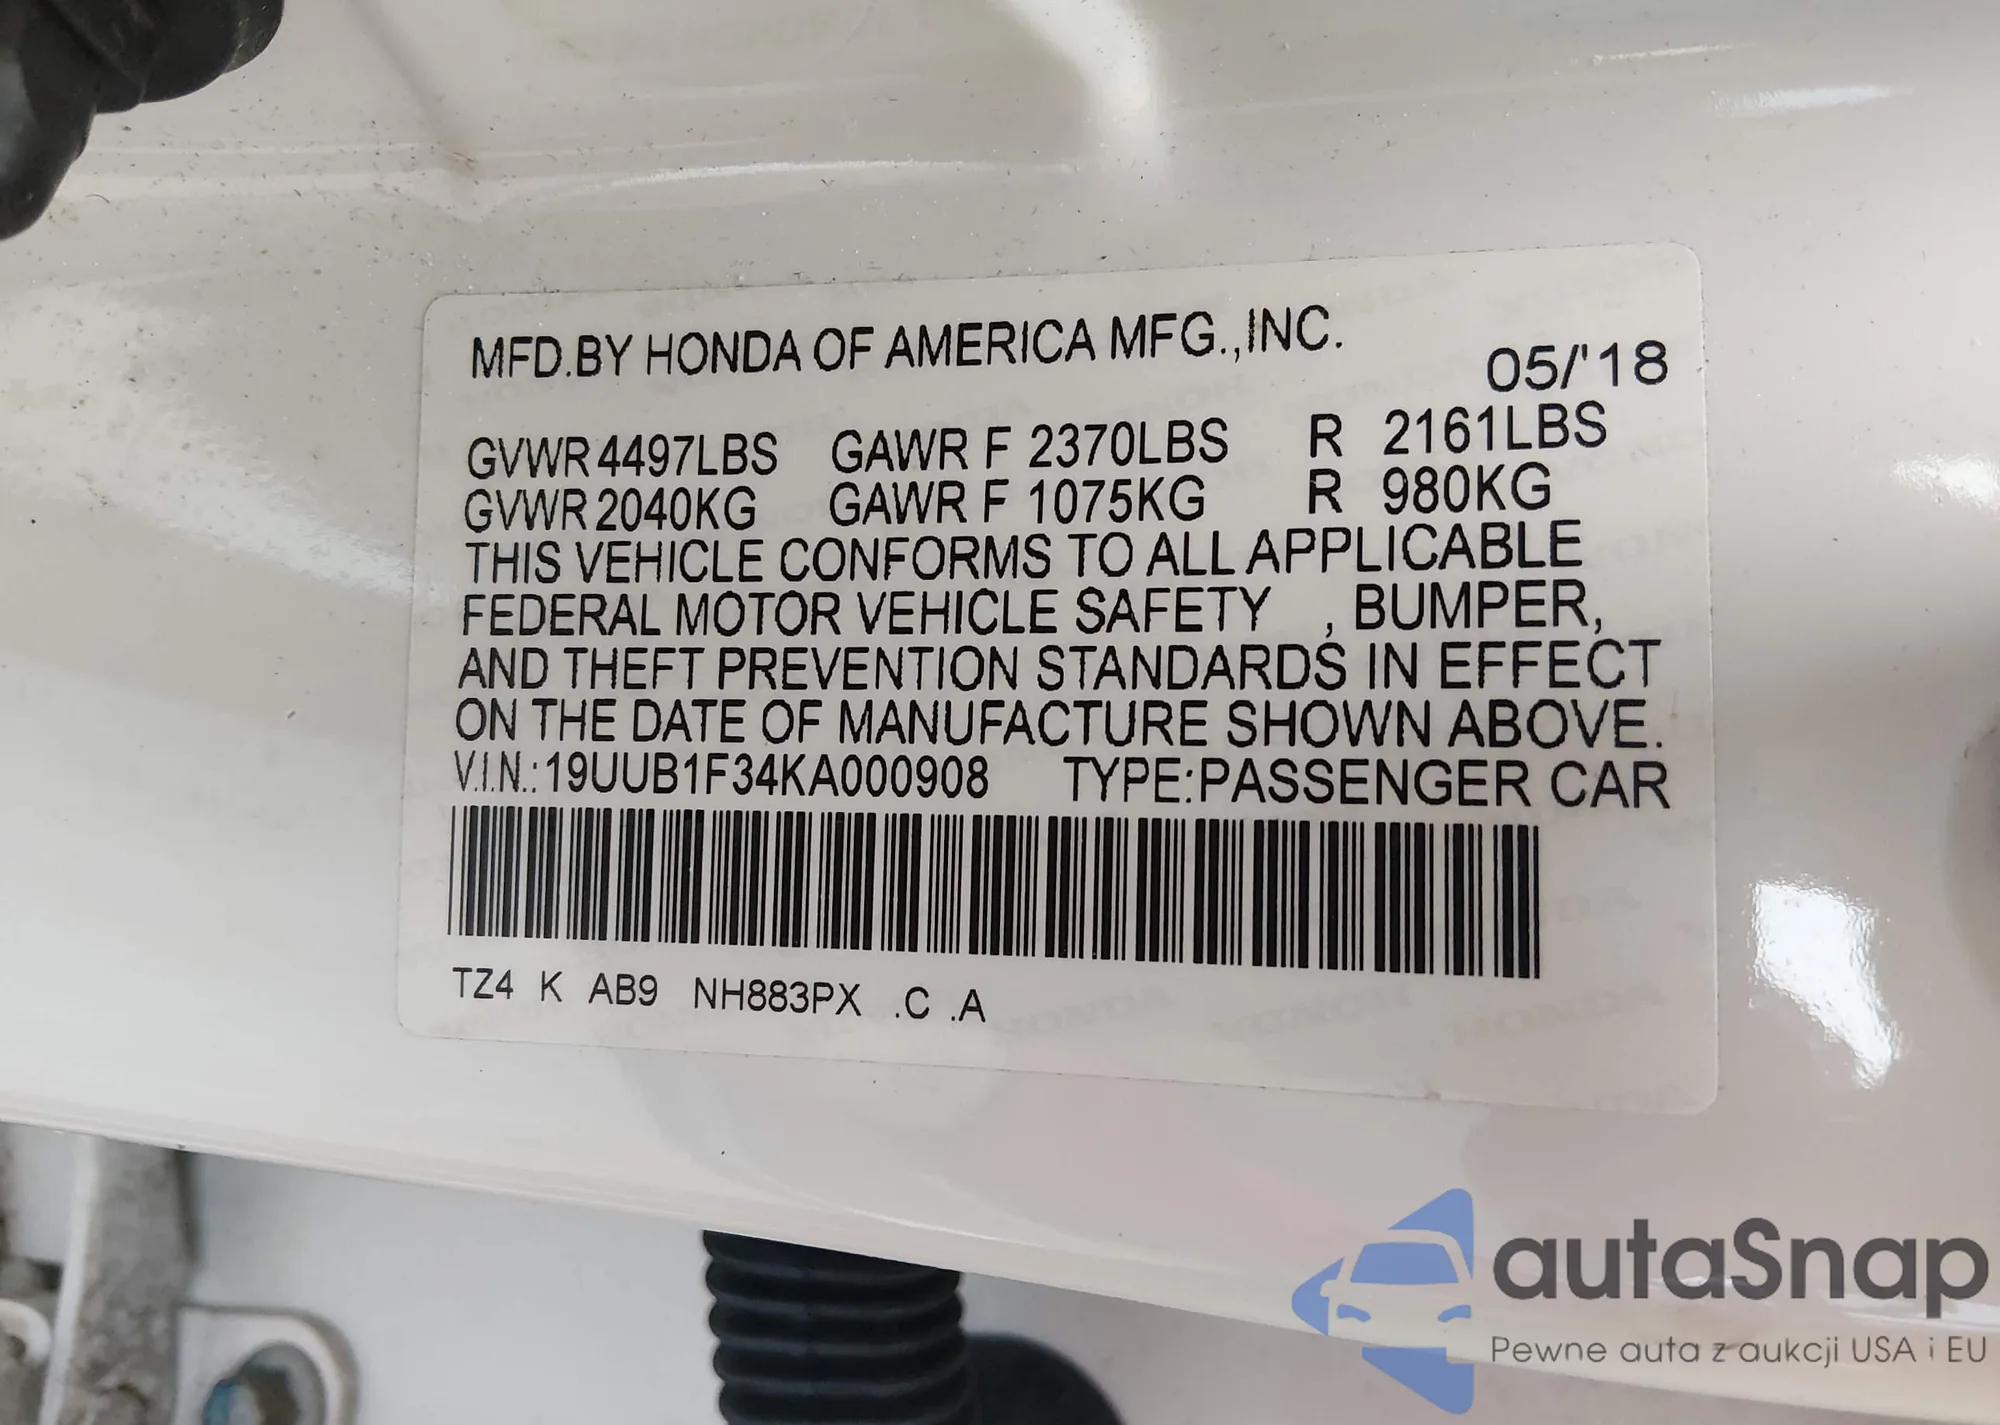 MFD.BY HONDA OF AMERICA MFG.,INC.
05/'18
GVWR 4497LBS GAWR F 2370LBS R 2161LBS
GVWR 2040KG GAWR F 1075KG R 980KG
THIS VEHICLE CONFORMS TO ALL APPLICABLE
FEDERAL MOTOR VEHICLE SAFETY , BUMPER,
AND THEFT PREVENTION STANDARDS IN EFFECT
ON THE DATE OF MANUFACTURE SHOWN ABOVE.
V.I.N.:19UUB1F34KA000908 TYPE:PASSENGER CAR
TZ4 K AB9 NH883PX .C .A
autaSnap
Pewne auta z aukcji USA i EU